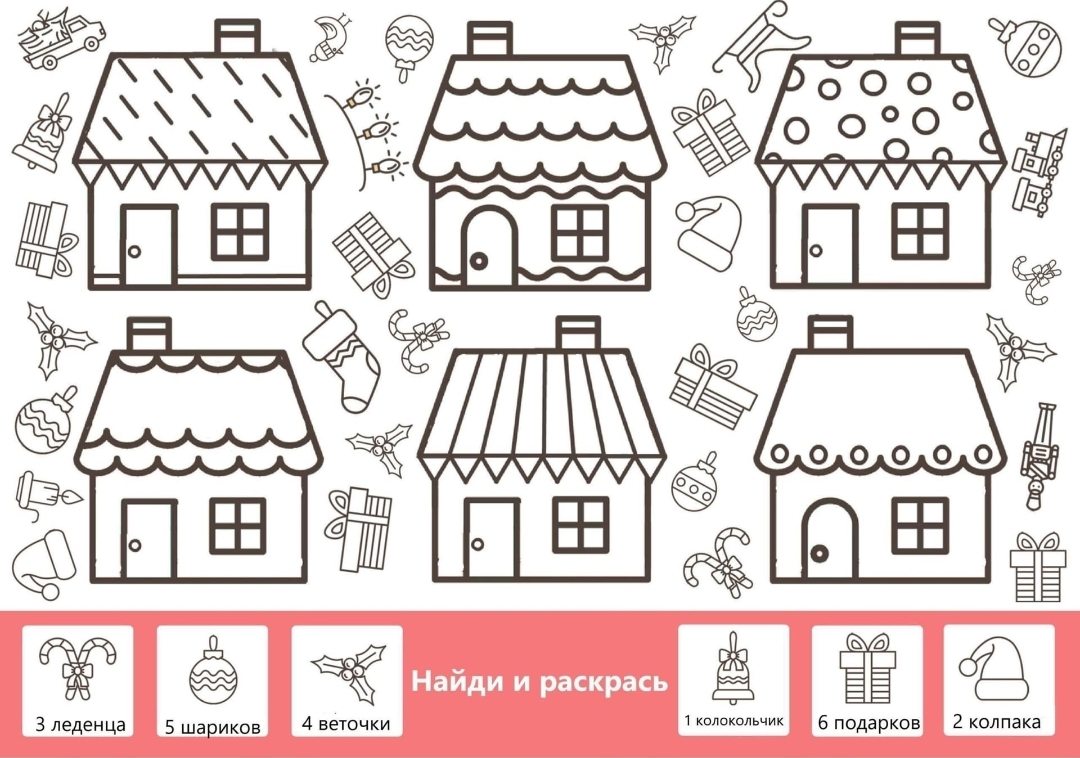 Найди и раскрась
3 леденца
5 шариков
4 веточки
1 колокольчик
6 подарков
2 колпака